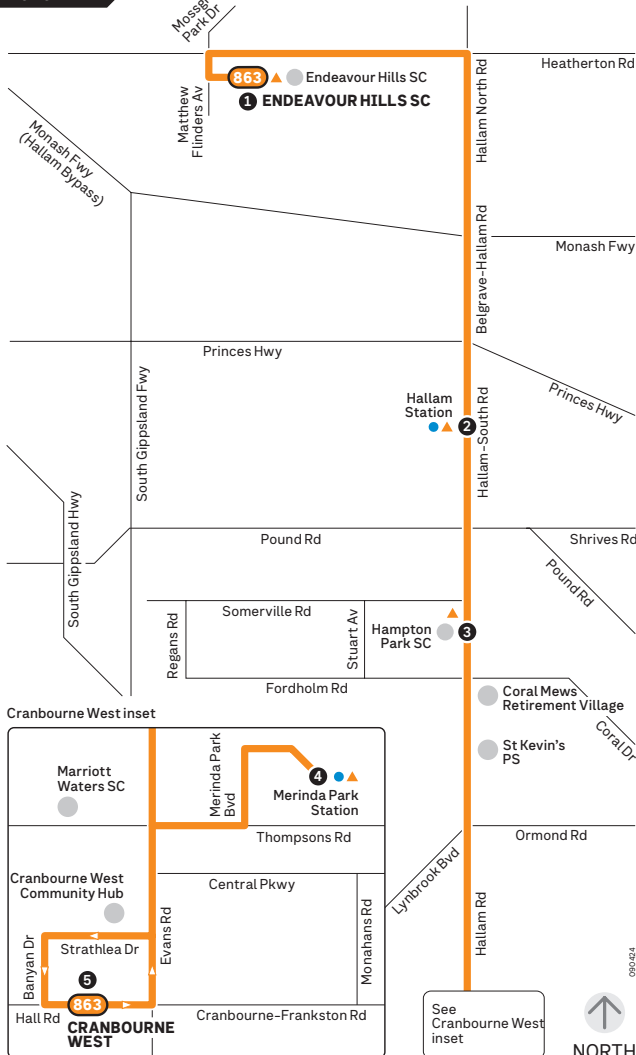 Mossgi
Park Dr
Heatherton Rd
863
Endeavour Hills SC
1 ENDEAVOUR HILLS SC
Matthew
Flinders Av
Hallam North Rd
Monash Fwy
(Hallam Bypass)
Belgrave-Hallam Rd
Monash Fwy
Princes Hwy
Princes Hwy
South Gippsland Fwy
Hallam
Station
2
Hallam-South Rd
South Gippsland Hwy
Pound Rd
Shrives Rd
Pound Rd
Somerville Rd
Regans Rd
Stuart Av
Hampton
Park SC
3
Fordholm Rd
Coral Mews
Retirement Village
Coral Dr
St Kevin's
PS
Cranbourne West inset
Marriott
Waters SC
Merinda Park
Bvd
4
Merinda Park
Station
Thompsons Rd
Ormond Rd
Lynbrook Bvd
Central Pkwy
Cranbourne West
Community Hub
Evans Rd
Monahans Rd
Hallam Rd
Banyan Dr
Strathlea Dr
5
863
Hall Rd
CRANBOURNE
WEST
Cranbourne-Frankston Rd
See
Cranbourne West
inset
090424
NORTH